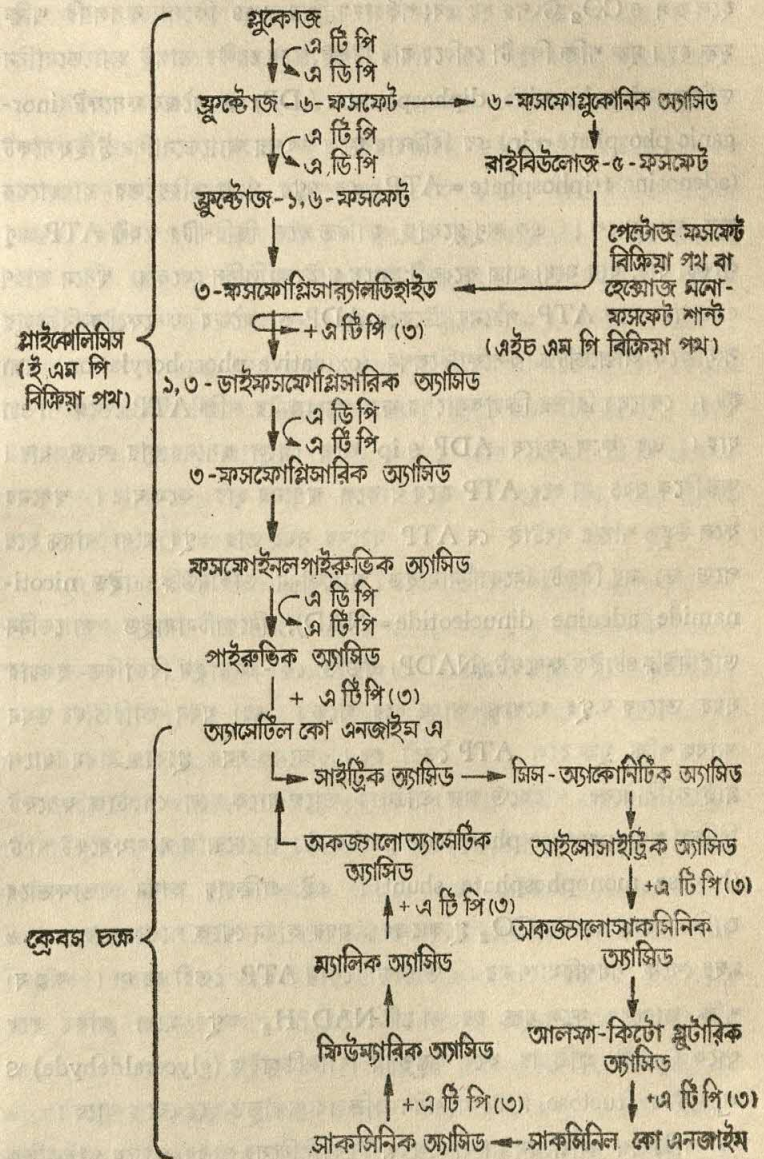 গ্লুকোজ
এ টি পি
এ ডি পি
ফ্রুক্টোজ -৬-ফসফেট
৬-ফসফোগ্লুকোনিক অ্যাসিড
এ টি পি
এ ডি পি
রাইবিউলোজ-৫-ফসফেট
ফ্রুক্টোজ-১,৬-ফসফেট
পেন্টোজ ফসফেট
বিক্রিয়া পথ বা
হেক্সোজ মনো-
ফসফেট শান্ট
(এইচ এম পি বিক্রিয়া পথ)
৩-ফসফোগ্লিসার‍্যালডিহাইড
+ এ টি পি (৩)
গ্লাইকোলিসিস
(ই এম পি
বিক্রিয়া পথ)
১,৩-ডাইফসফোগ্লিসারিক অ্যাসিড
এ ডি পি
এ টি পি
৩-ফসফোগ্লিসারিক অ্যাসিড
ফসফোইনলপাইরুভিক অ্যাসিড
এ ডি পি
এ টি পি
পাইরুভিক অ্যাসিড
+ এ টি পি (৩)
অ্যাসেটিল কো এনজাইম এ
সাইট্রিক অ্যাসিড
সিস-অ্যাকোনিটিক অ্যাসিড
অকজ্যালোঅ্যাসেটিক
অ্যাসিড
আইসোসাইট্রিক অ্যাসিড
+ এ টি পি (৩)
+এ টি পি (৩)
অকজ্যালোসাকসিনিক
অ্যাসিড
ক্রেবস চক্র
ম্যালিক অ্যাসিড
ফিউম্যারিক অ্যাসিড
আলফা-কিটো গ্লুটারিক
অ্যাসিড
+ এ টি পি (৩)
+এ টি পি (৩)
সাকসিনিক অ্যাসিড
সাকসিনিল কো এনজাইম